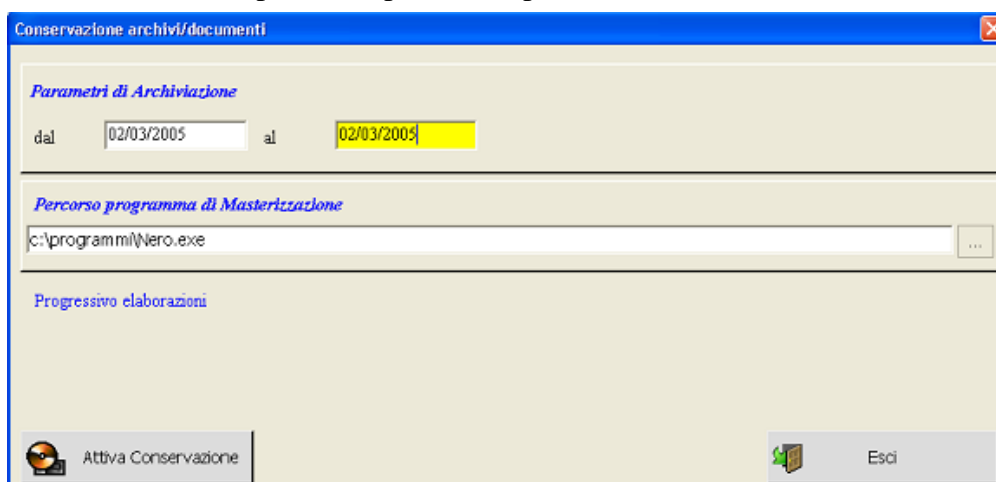 Conservazione archivi/documenti
Parametri di Archiviazione
dal 02/03/2005 al 02/03/2005
Percorso programma di Masterizzazione
c:\programmi\Nero.exe ...
Progressivo elaborazioni
Attiva Conservazione Esci